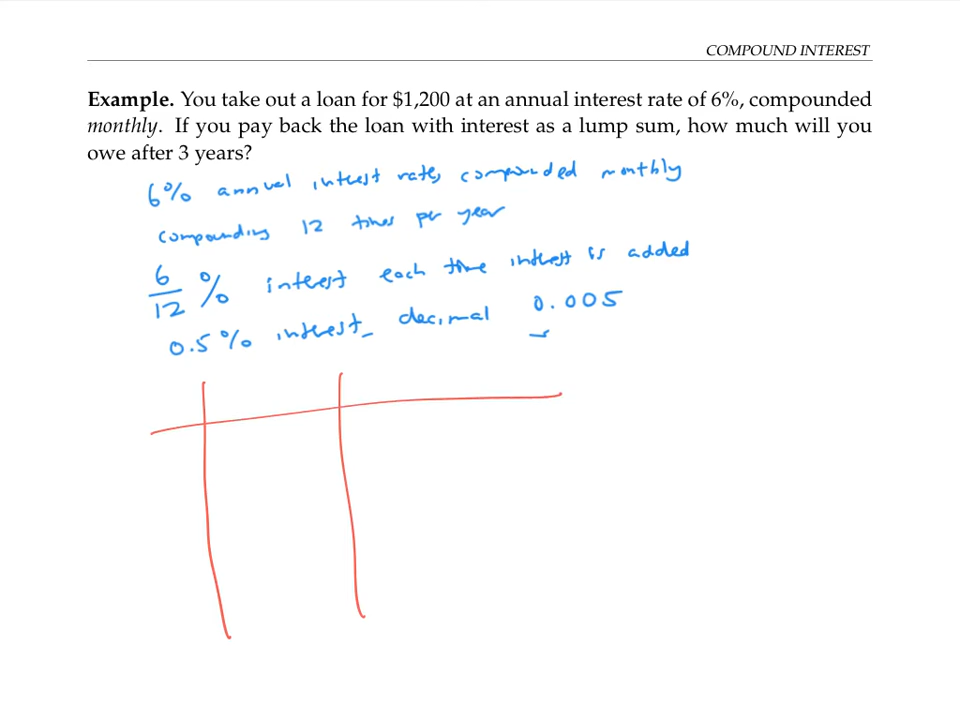 COMPOUND INTEREST
Example. You take out a loan for $1,200 at an annual interest rate of 6%, compounded
monthly. If you pay back the loan with interest as a lump sum, how much will you
owe after 3 years?
6% annual interest rate, compounded monthly
compounding 12 times per year
6/12 % interest each time interest is added
0.5% interest decimal 0.005